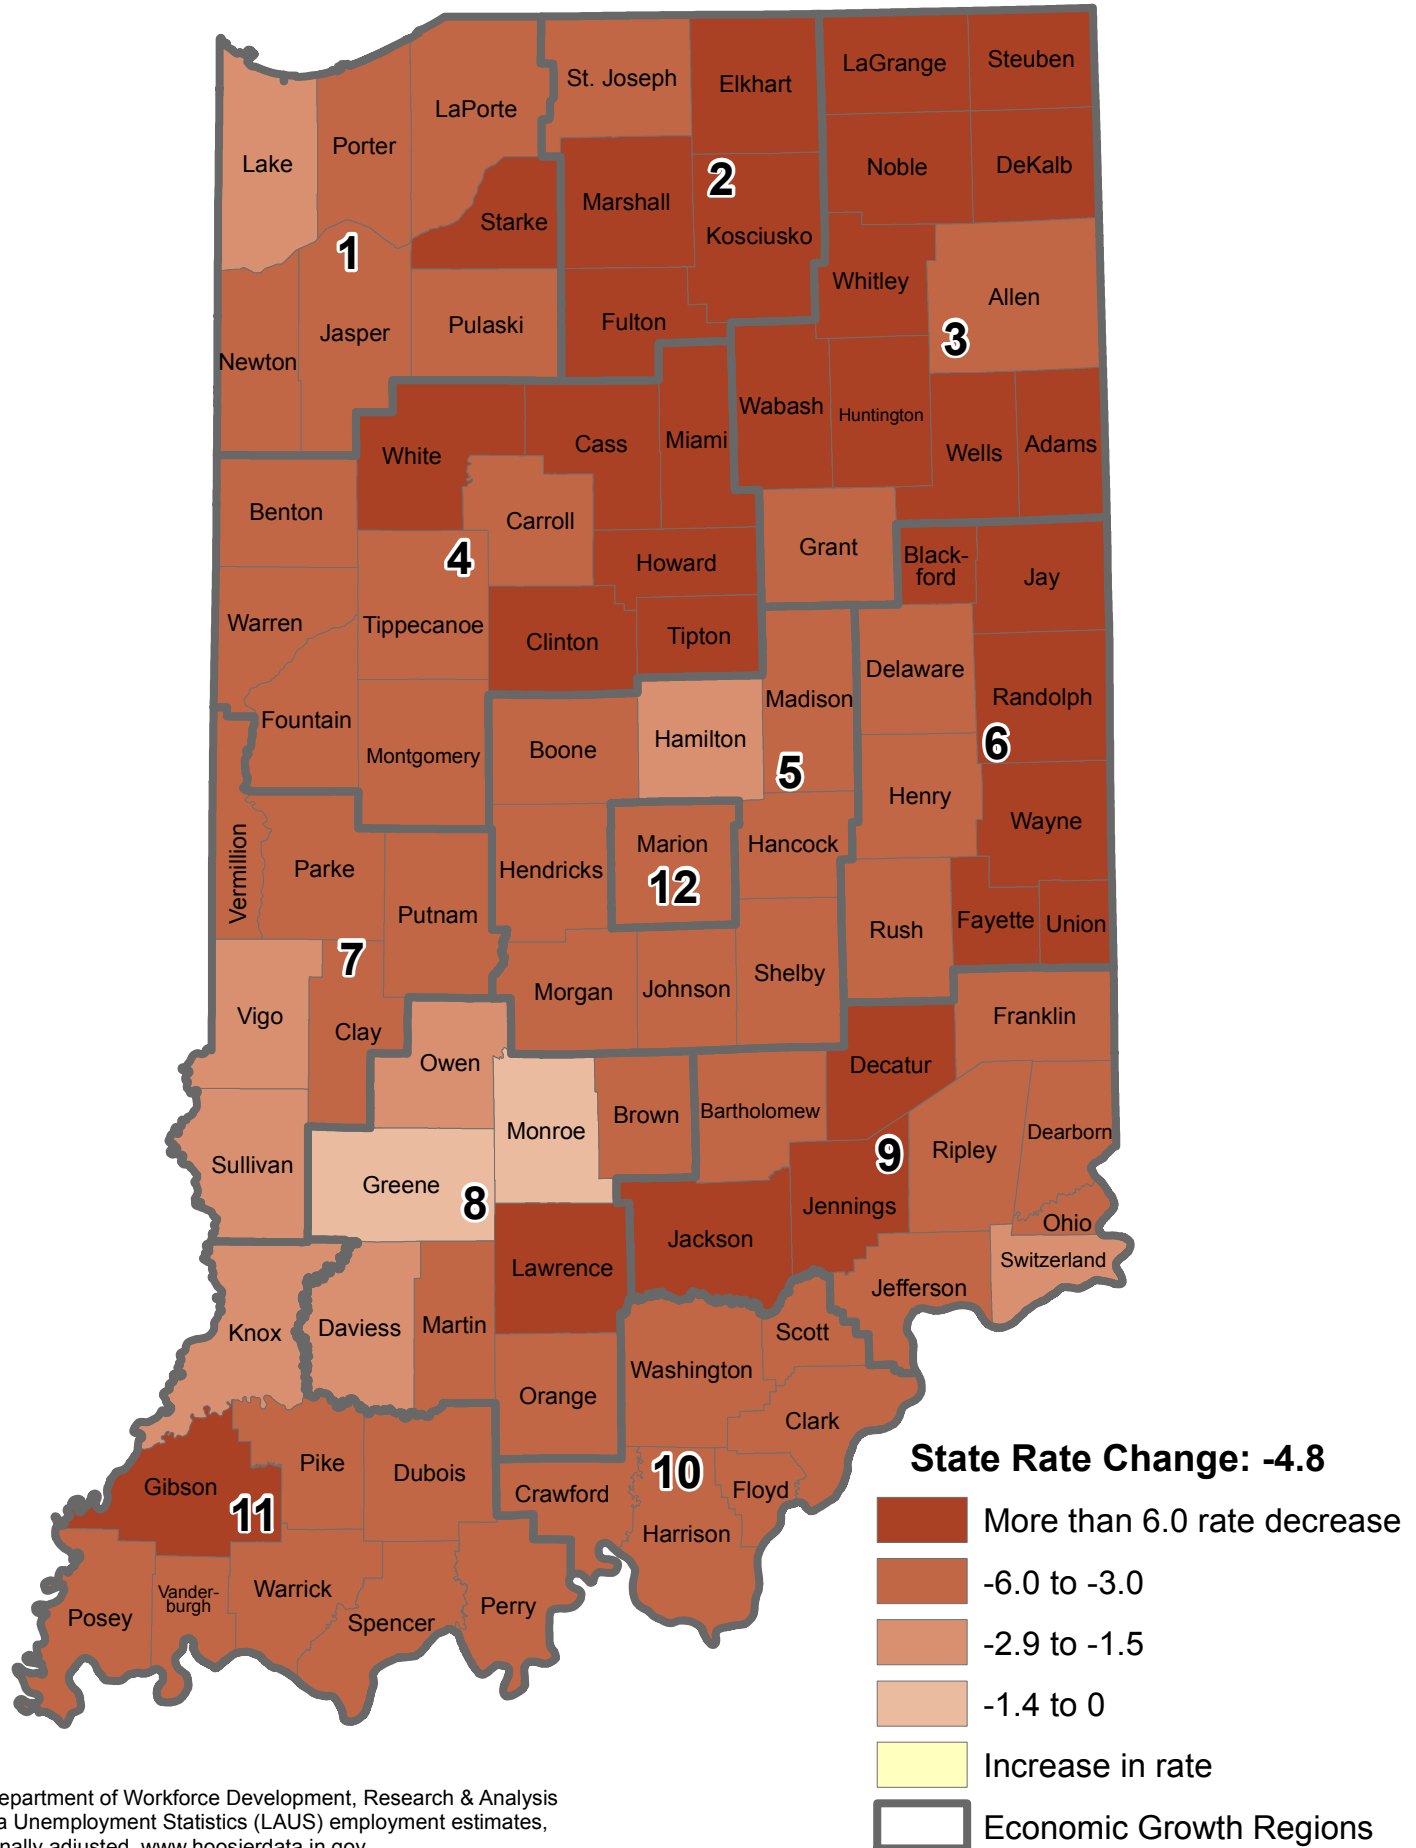 LaGrange
Steuben
St. Joseph
Elkhart
LaPorte
Porter
Lake
Noble
DeKalb
2
Marshall
Starke
Kosciusko
1
Whitley
Allen
Pulaski
Fulton
Jasper
3
Newton
Wabash
Huntington
Miami
Cass
White
Wells
Adams
Benton
Carroll
Grant
Black-
ford
Jay
4
Howard
Warren
Tippecanoe
Clinton
Tipton
Delaware
Madison
Randolph
Fountain
Hamilton
Boone
6
Montgomery
5
Henry
Wayne
Marion
Hancock
Vermillion
Parke
Hendricks
12
Putnam
Rush
Fayette
Union
7
Shelby
Morgan
Johnson
Vigo
Clay
Franklin
Owen
Decatur
Brown
Bartholomew
Monroe
Dearborn
Ripley
9
Sullivan
Greene
8
Jennings
Ohio
Jackson
Switzerland
Lawrence
Jefferson
Knox
Daviess
Martin
Scott
Washington
Orange
Clark
Pike
Dubois
10
Gibson
Crawford
Floyd
11
Harrison
Warrick
Vander-
burgh
Posey
Spencer
Perry
State Rate Change: -4.8
More than 6.0 rate decrease
-6.0 to -3.0
-2.9 to -1.5
-1.4 to 0
Increase in rate
Economic Growth Regions
epartment of Workforce Development, Research & Analysis
a Unemployment Statistics (LAUS) employment estimates,
nally adjusted, www.hoosierdata.in.gov